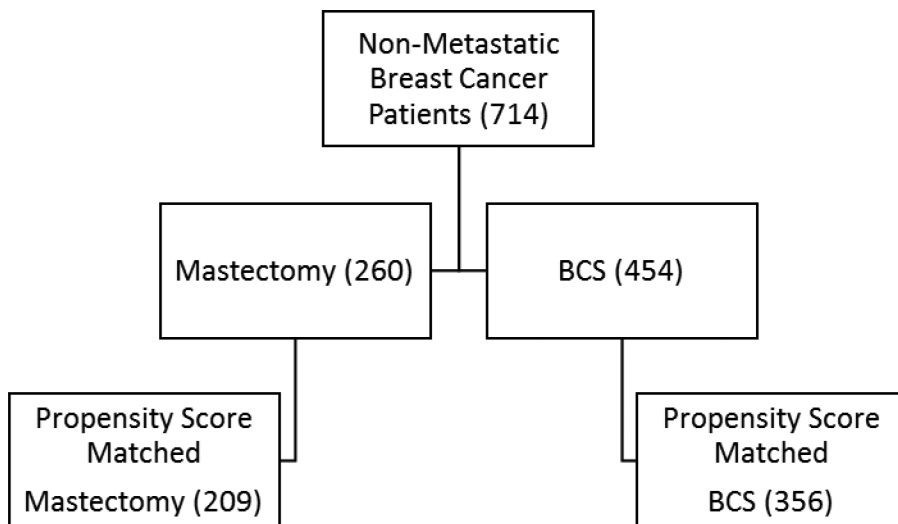 Non-Metastatic
Breast Cancer
Patients (714)
Mastectomy (260)
BCS (454)
Propensity Score
Matched
Mastectomy (209)
Propensity Score
Matched
BCS (356)